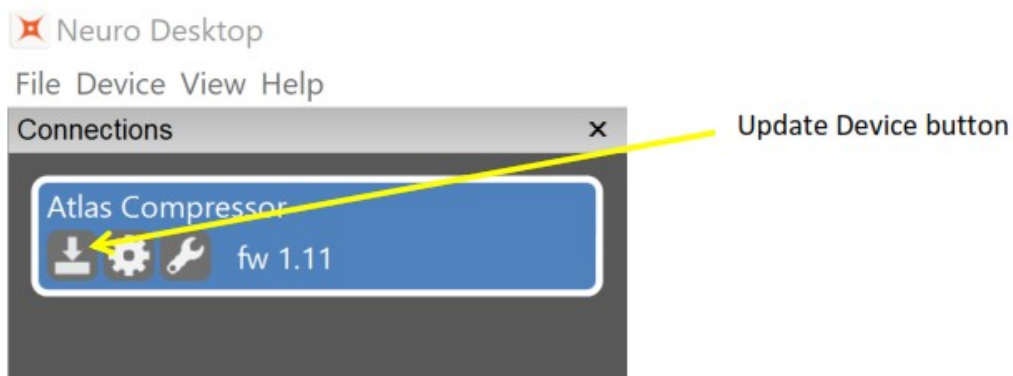 Neuro Desktop
File Device View Help
Connections
Update Device button
Atlas Compressor
fw 1.11